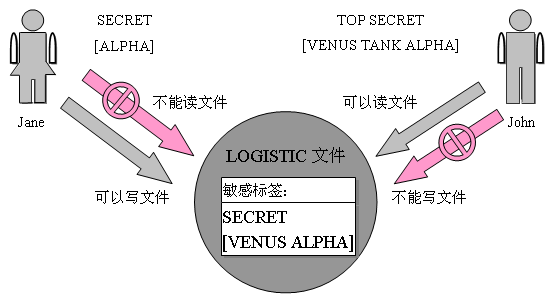 SECRET
[ALPHA]
TOP SECRET
[VENUS TANK ALPHA]
不能读文件
可以读文件
Jane
John
LOGISTIC 文件
可以写文件
敏感标签:
不能写文件
SECRET
[VENUS ALPHA]